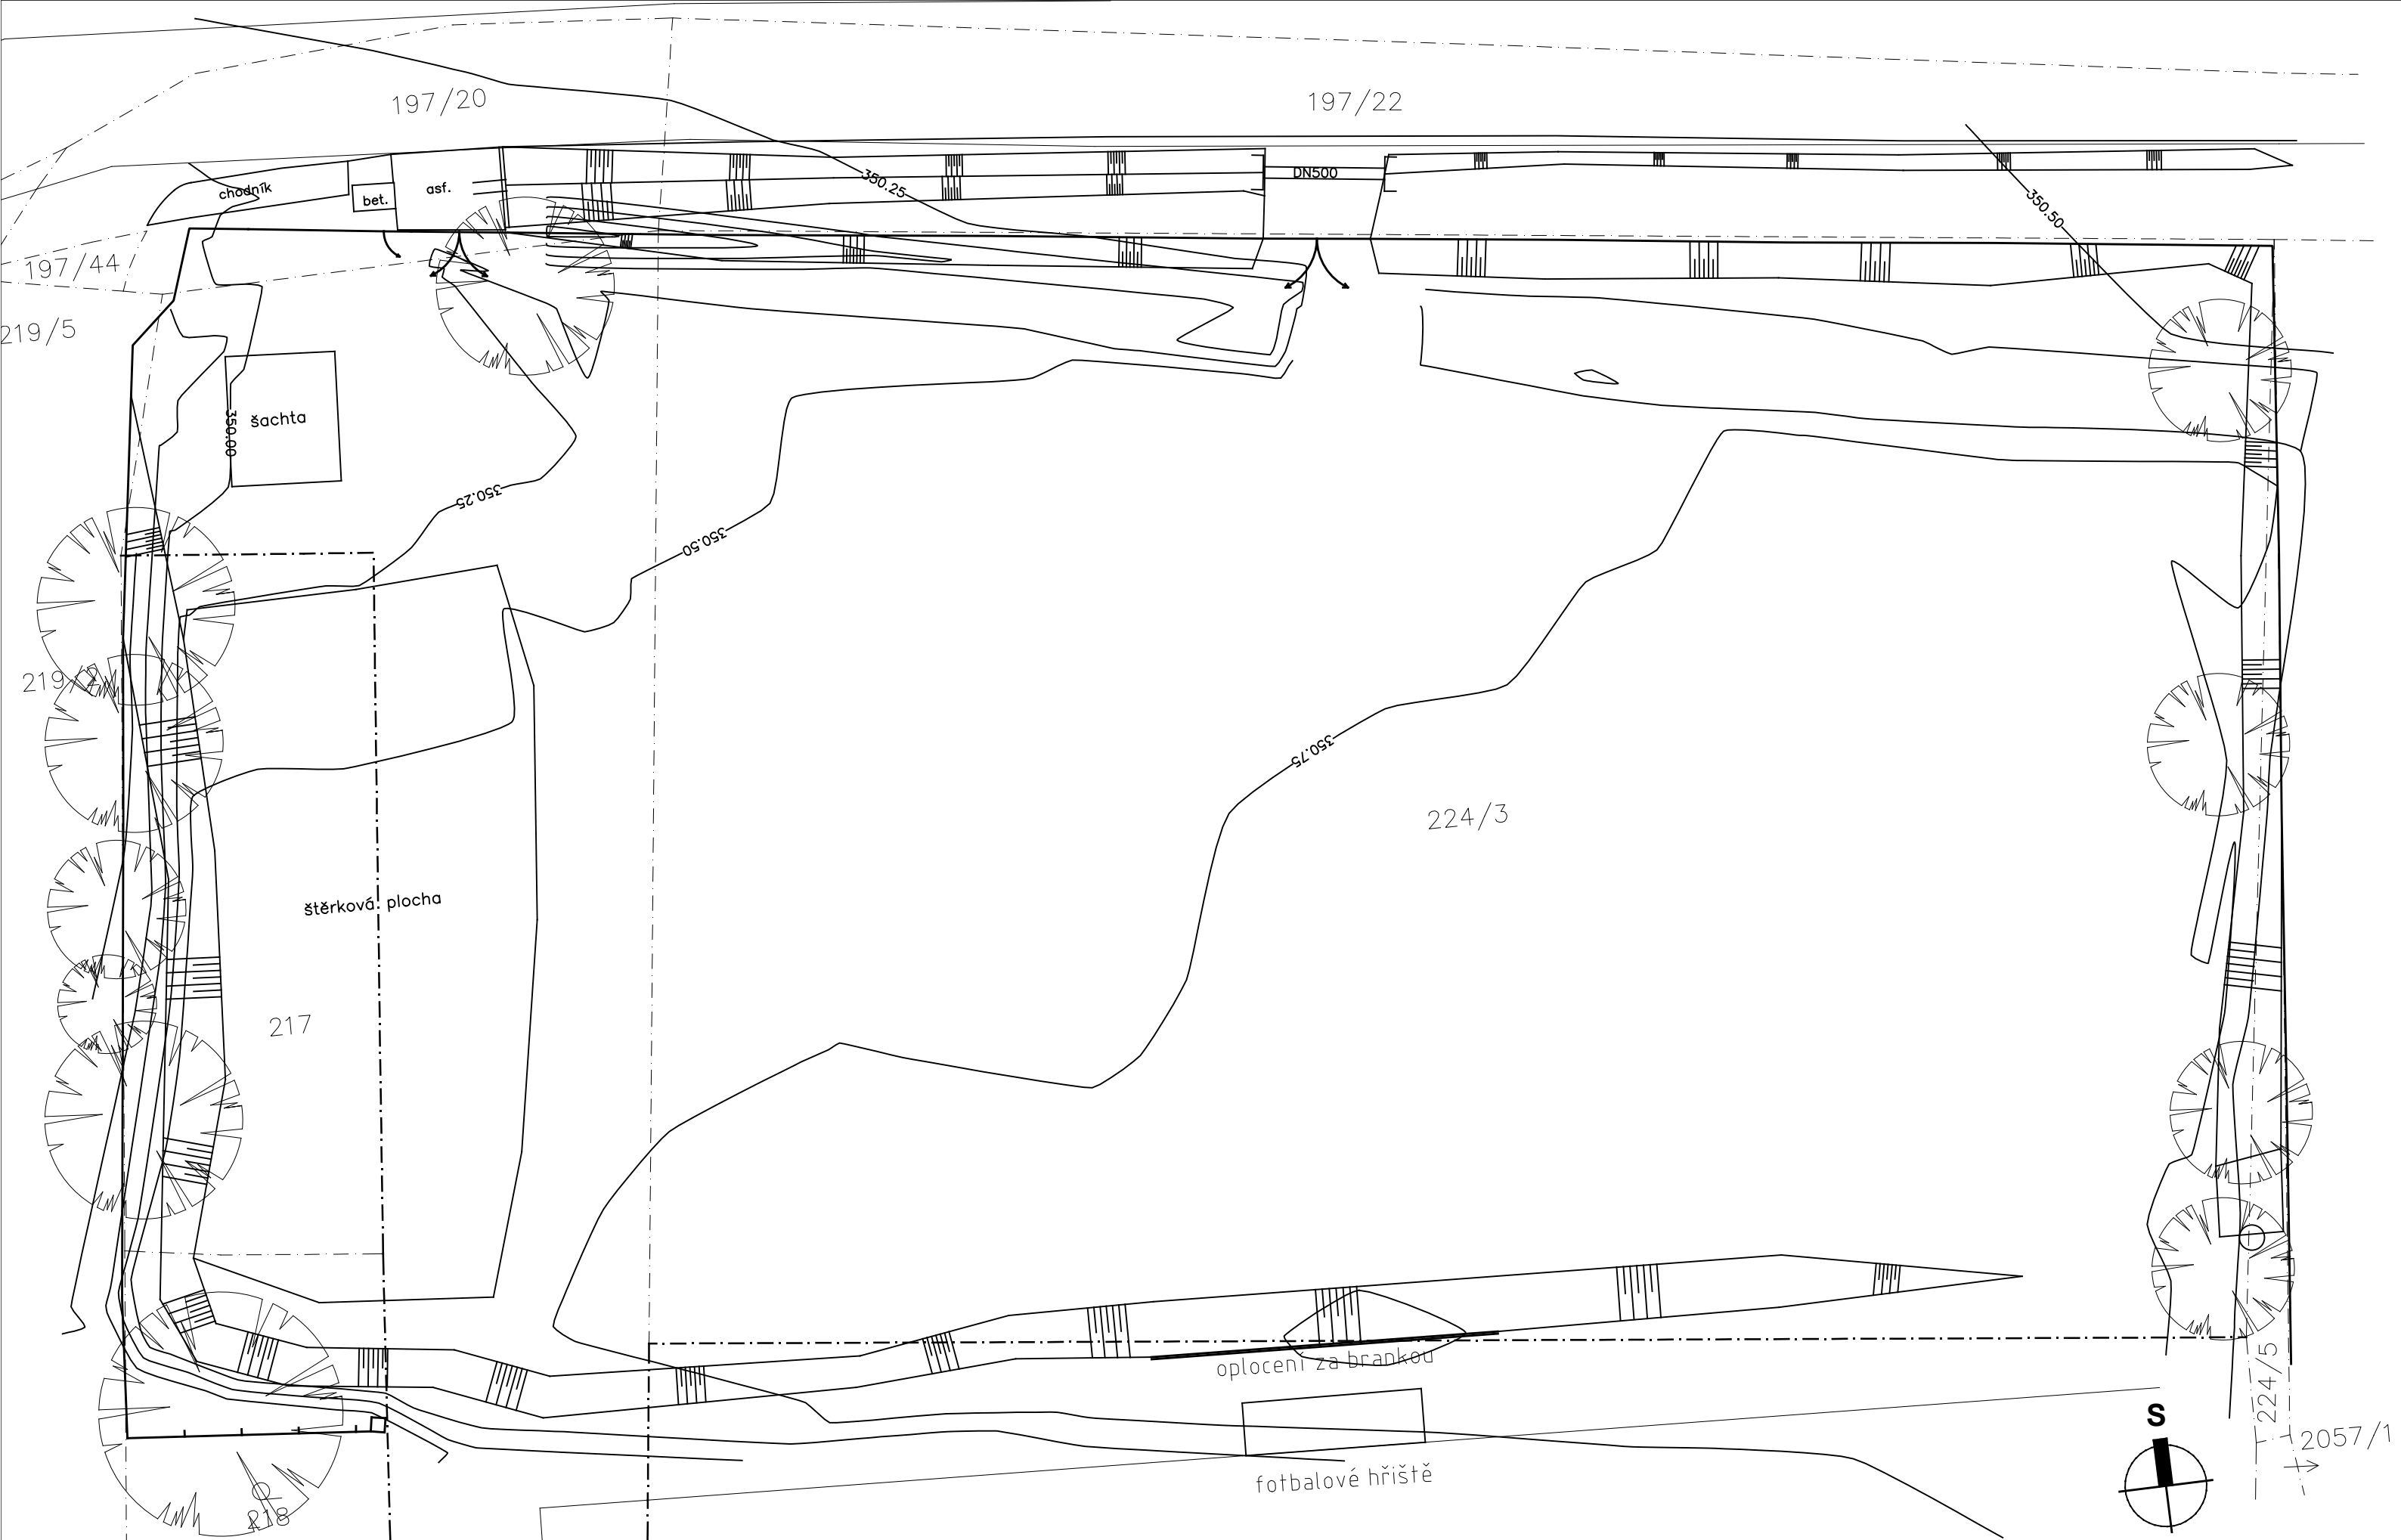 197/20
197/22
chodník
bet.
asf.
350.25
DN500
350.50
197/44
219/5
350.00
šachta
350.25
350.50
219/2
350.75
224/3
štěrková plocha
217
oplocení za brankou
224/5
S
2057/1
fotbalové hřiště
218